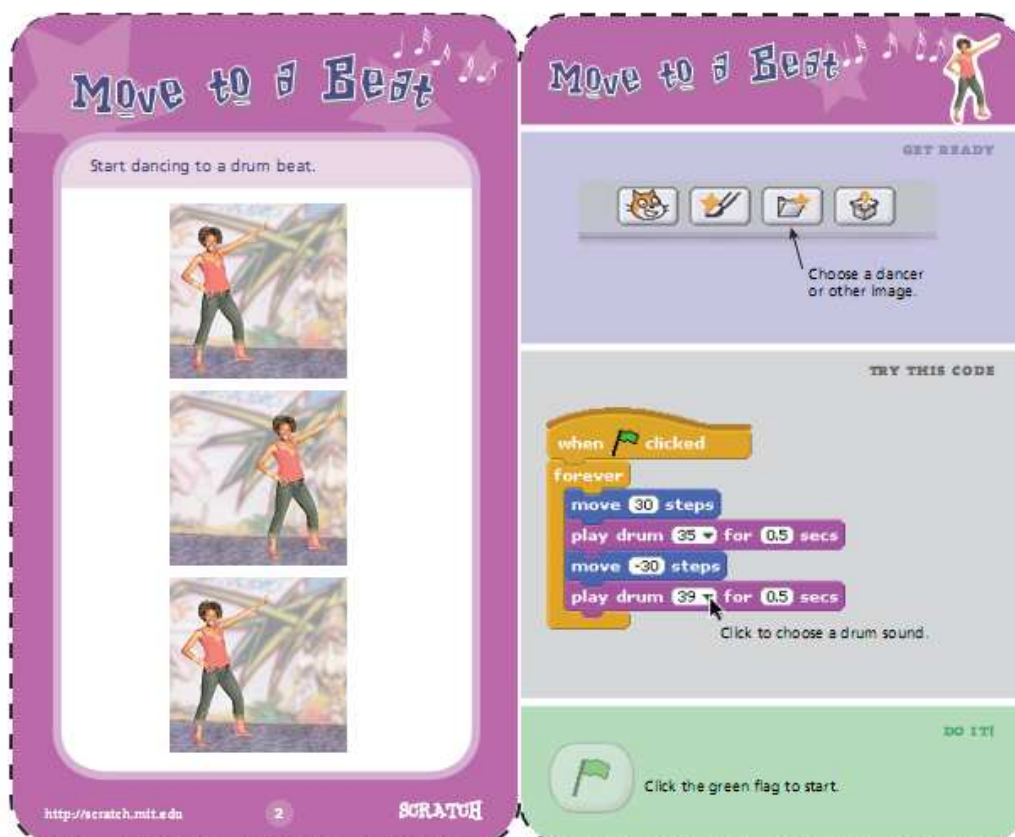 Move to a Beat
Start dancing to a drum beat.
http://scratch.mit.edu
2
SCRATCH
Move to a Beat
GET READY
Choose a dancer
or other image.
TRY THIS CODE
when clicked
forever
move 30 steps
play drum 35 for 0.5 secs
move -30 steps
play drum 39 for 0.5 secs
Click to choose a drum sound.
DO IT!
Click the green flag to start.